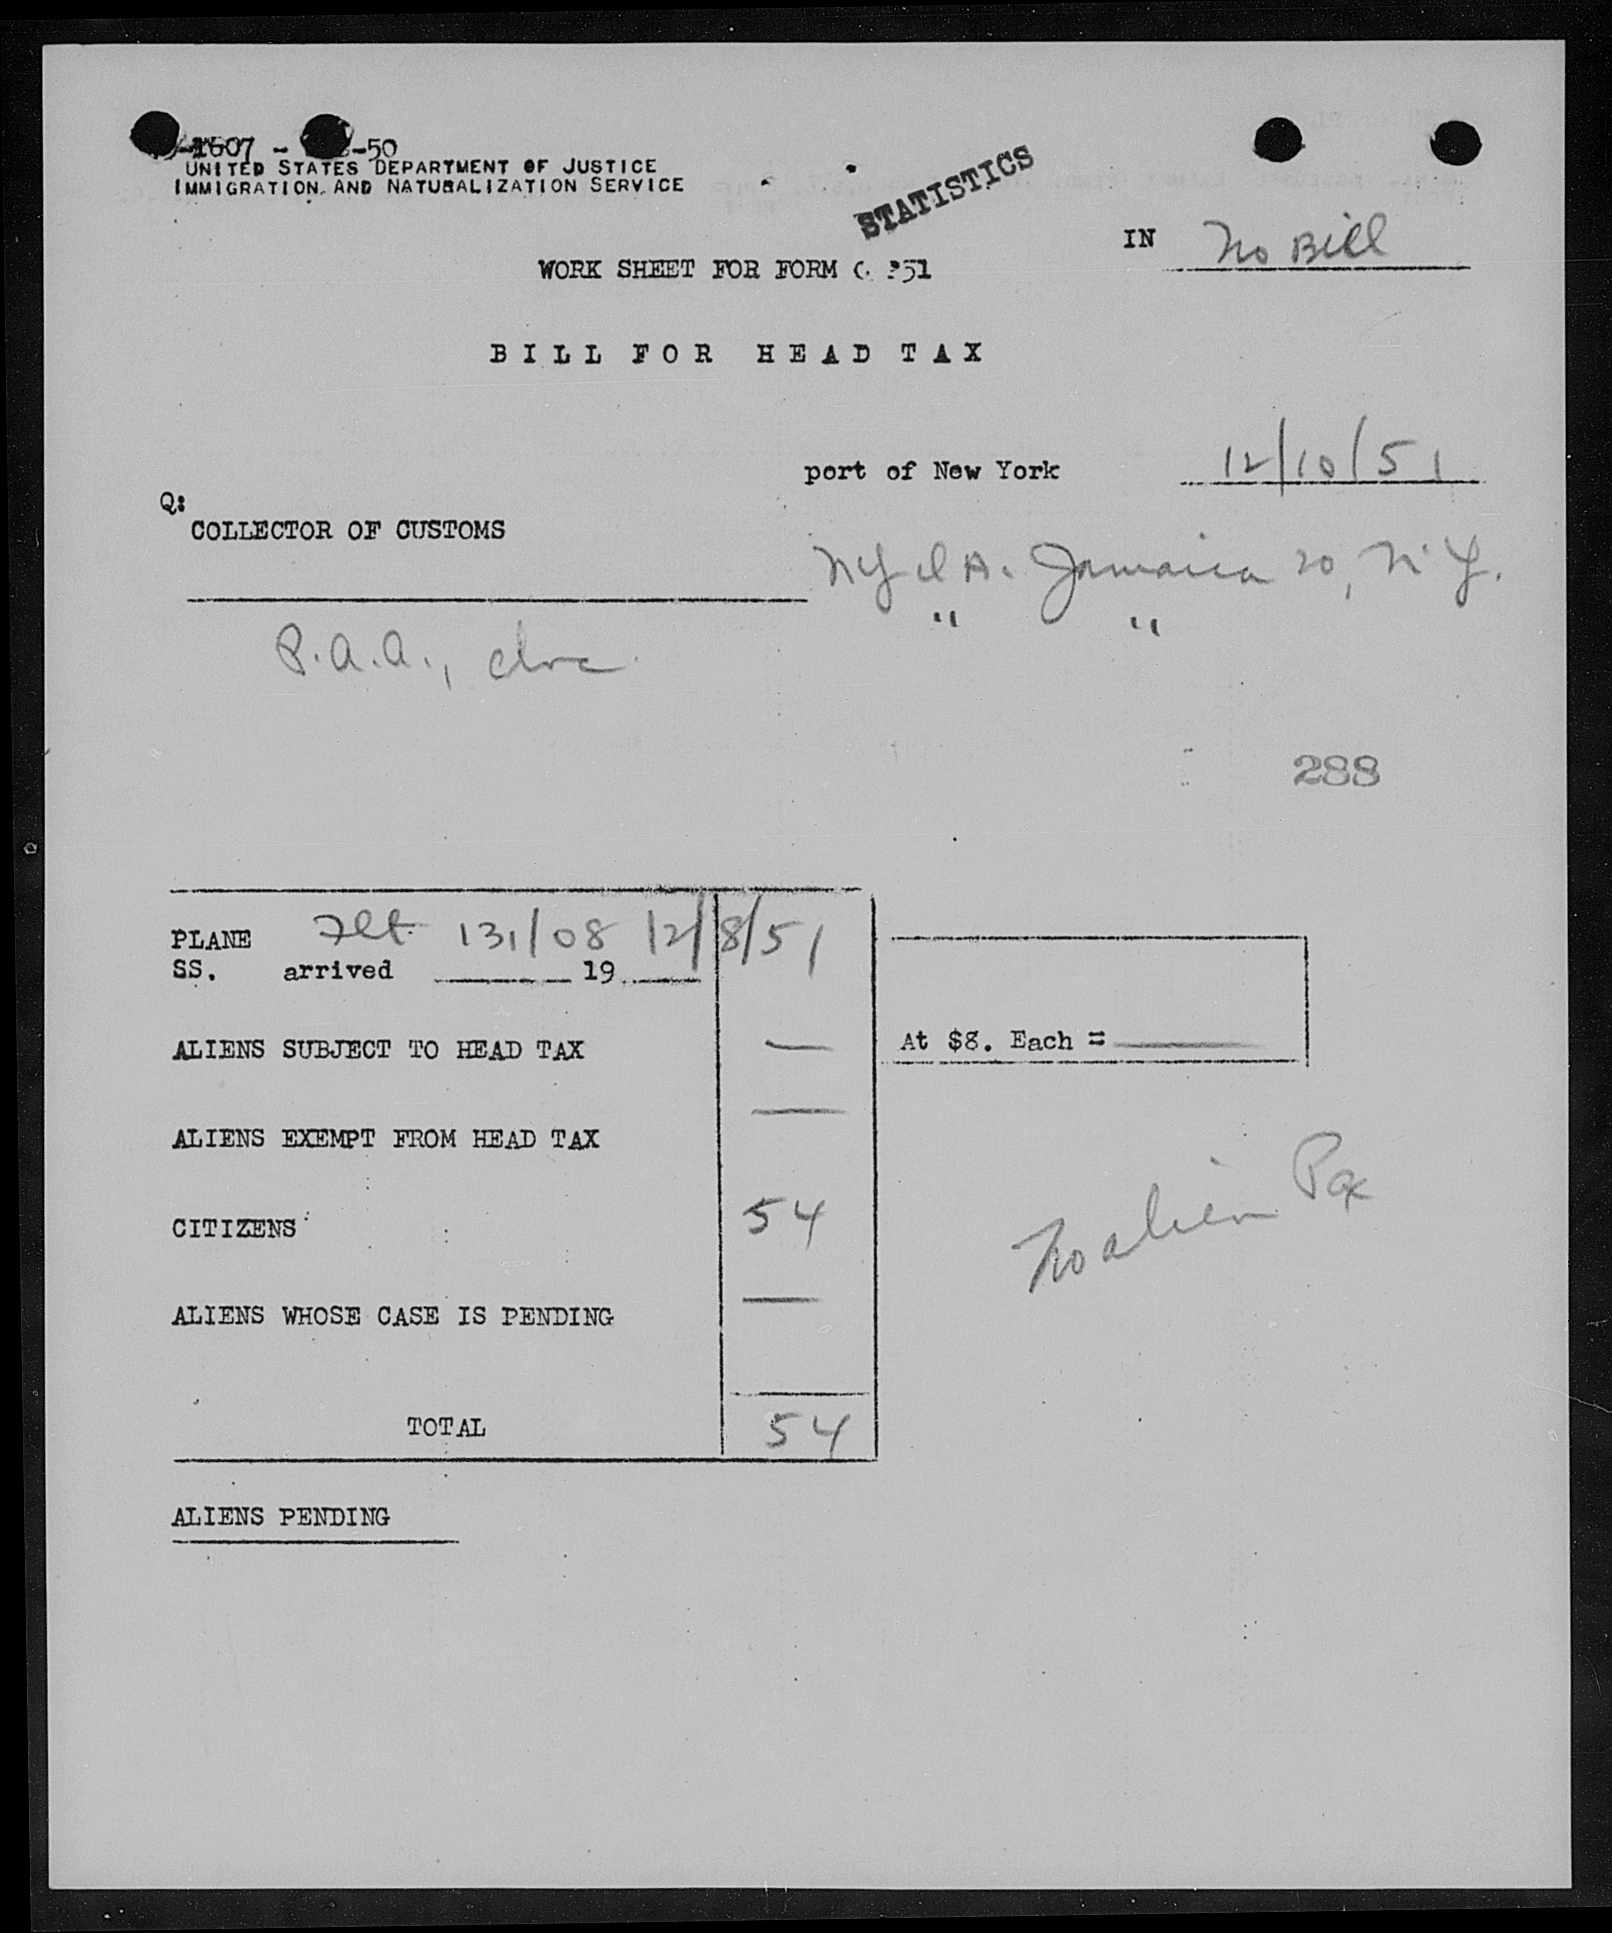 -1607 - -50
UNITED STATES DEPARTMENT OF JUSTICE
IMMIGRATION AND NATURALIZATION SERVICE
STATISTICS
IN No Bill
WORK SHEET FOR FORM 51
BILL FOR HEAD TAX
port of New York 12/10/51
Q:
COLLECTOR OF CUSTOMS
N.Y.I.A. Jamaica 20, N.Y.
" "
P.A.A.,
288
PLANE Flt. 131/08 12/8/51
SS. arrived 19
ALIENS SUBJECT TO HEAD TAX —
At $8. Each = —
ALIENS EXEMPT FROM HEAD TAX —
CITIZENS 54
No alien Pax
ALIENS WHOSE CASE IS PENDING —
TOTAL 54
ALIENS PENDING